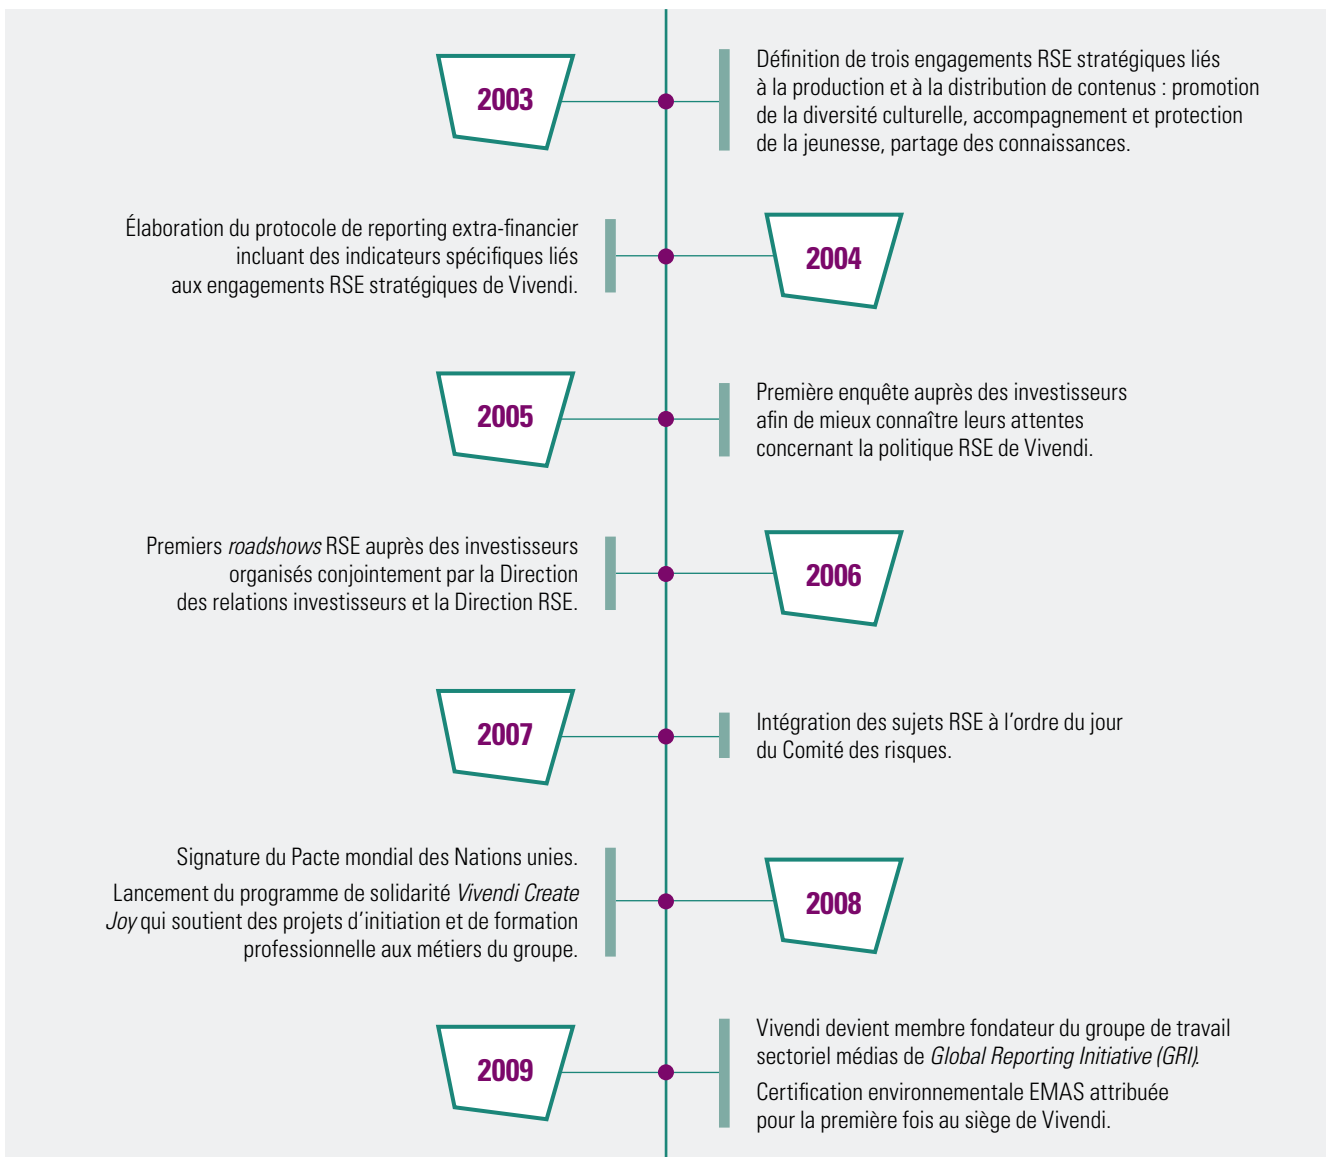 2003
Définition de trois engagements RSE stratégiques liés
à la production et à la distribution de contenus : promotion
de la diversité culturelle, accompagnement et protection
de la jeunesse, partage des connaissances.
Élaboration du protocole de reporting extra-financier
incluant des indicateurs spécifiques liés
aux engagements RSE stratégiques de Vivendi.
2004
2005
Première enquête auprès des investisseurs
afin de mieux connaître leurs attentes
concernant la politique RSE de Vivendi.
Premiers roadshows RSE auprès des investisseurs
organisés conjointement par la Direction
des relations investisseurs et la Direction RSE.
2006
2007
Intégration des sujets RSE à l’ordre du jour
du Comité des risques.
Signature du Pacte mondial des Nations unies.
Lancement du programme de solidarité Vivendi Create
Joy qui soutient des projets d’initiation et de formation
professionnelle aux métiers du groupe.
2008
2009
Vivendi devient membre fondateur du groupe de travail
sectoriel médias de Global Reporting Initiative (GRI).
Certification environnementale EMAS attribuée
pour la première fois au siège de Vivendi.